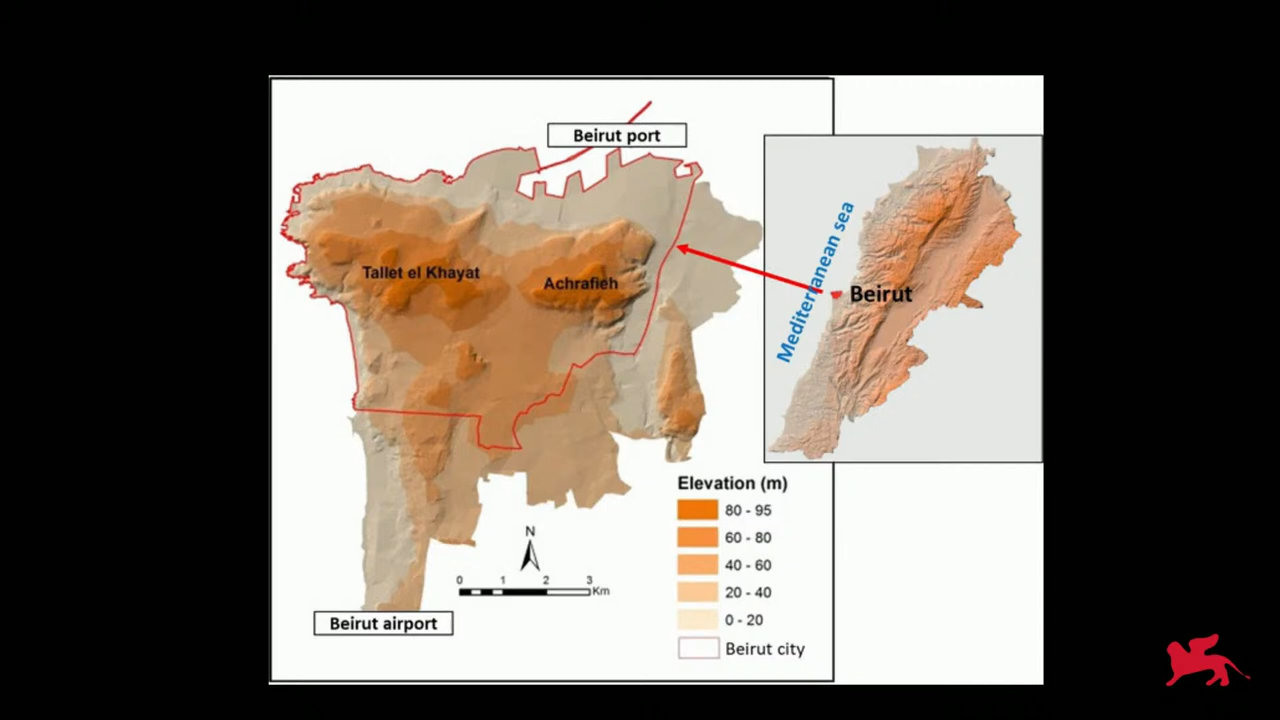 Beirut port
Tallet el Khayat
Achrafieh
Mediterranean sea
Beirut
Elevation (m)
80 - 95
60 - 80
40 - 60
20 - 40
0 - 20
Beirut city
N
0 1 2 3
Km
Beirut airport